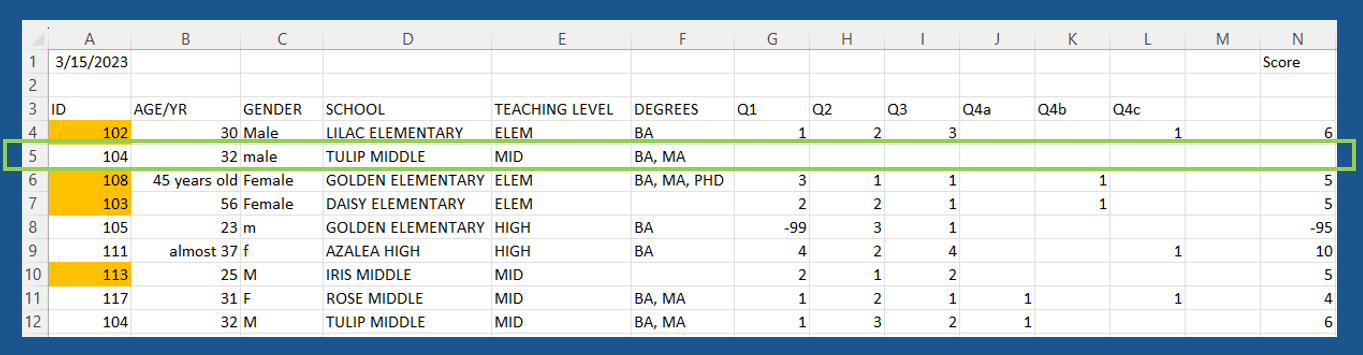 A B C D E F G H I J K L M N
1 3/15/2023 Score
2
3 ID AGE/YR GENDER SCHOOL TEACHING LEVEL DEGREES Q1 Q2 Q3 Q4a Q4b Q4c
4 102 30 Male LILAC ELEMENTARY ELEM BA 1 2 3 1 6
5 104 32 male TULIP MIDDLE MID BA, MA
6 108 45 years old Female GOLDEN ELEMENTARY ELEM BA, MA, PHD 3 1 1 1 5
7 103 56 Female DAISY ELEMENTARY ELEM 2 2 1 1 5
8 105 23 m GOLDEN ELEMENTARY HIGH BA -99 3 1 -95
9 111 almost 37 f AZALEA HIGH HIGH BA 4 2 4 1 10
10 113 25 M IRIS MIDDLE MID 2 1 2 5
11 117 31 F ROSE MIDDLE MID BA, MA 1 2 1 1 1 4
12 104 32 M TULIP MIDDLE MID BA, MA 1 3 2 1 6